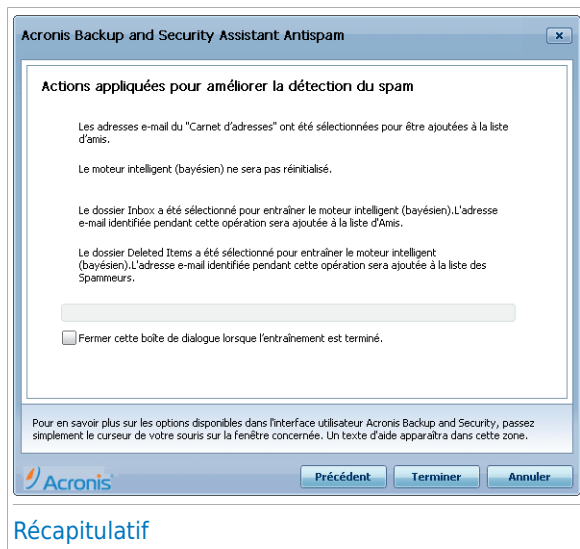 Acronis Backup and Security Assistant Antispam
Actions appliquées pour améliorer la détection du spam
Les adresses e-mail du "Carnet d'adresses" ont été sélectionnées pour être ajoutées à la liste
d'amis.
Le moteur intelligent (bayésien) ne sera pas réinitialisé.
Le dossier Inbox a été sélectionné pour entraîner le moteur intelligent (bayésien).L'adresse
e-mail identifiée pendant cette opération sera ajoutée à la liste d'Amis.
Le dossier Deleted Items a été sélectionné pour entraîner le moteur intelligent
(bayésien).L'adresse e-mail identifiée pendant cette opération sera ajoutée à la liste des
Spammeurs.
Fermer cette boîte de dialogue lorsque l'entraînement est terminé.
Pour en savoir plus sur les options disponibles dans l'interface utilisateur Acronis Backup and Security, passez
simplement le curseur de votre souris sur la fenêtre concernée. Un texte d'aide apparaîtra dans cette zone.
Acronis
Précédent
Terminer
Annuler
Récapitulatif